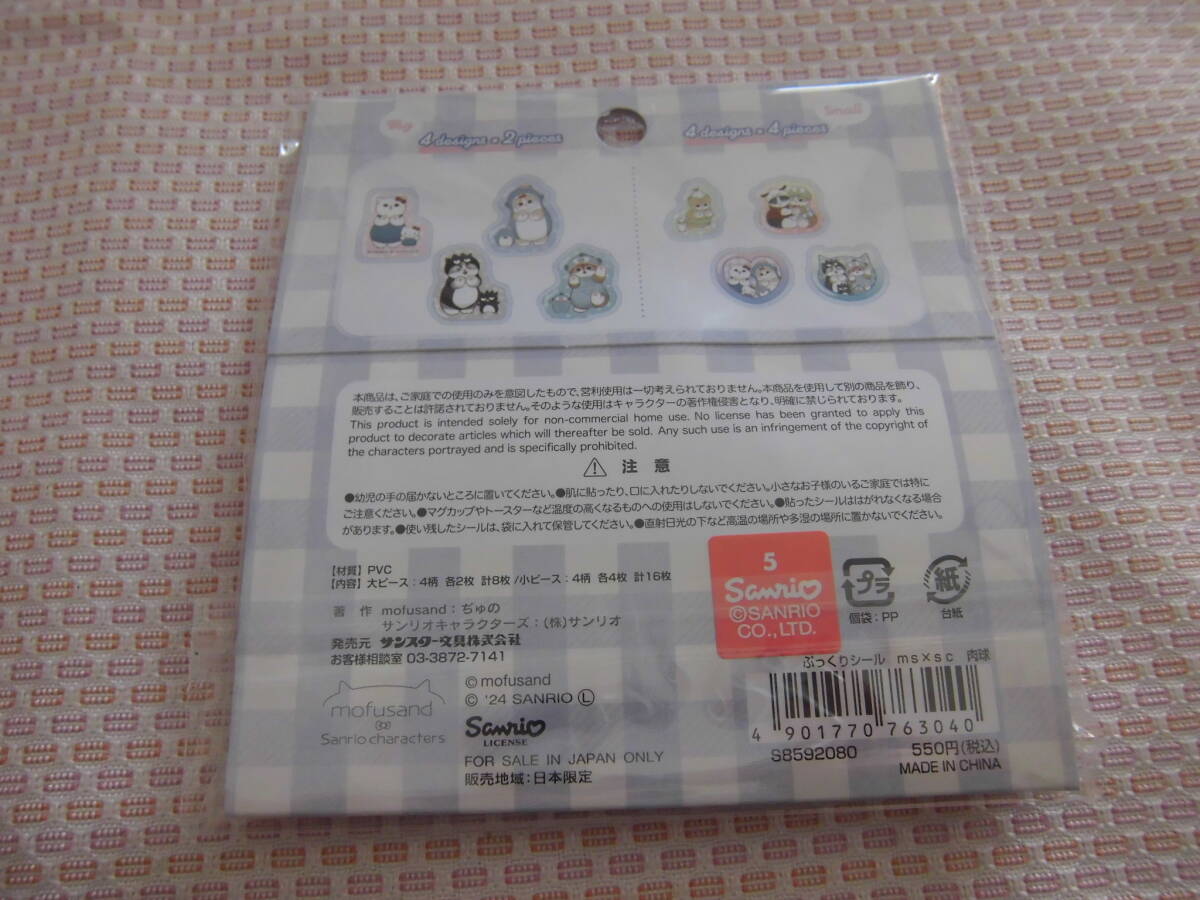 Big
4 designs × 2 pieces
Small
4 designs × 4 pieces
本商品は、ご家庭での使用のみを意図したもので、営利使用は一切考えられておりません。本商品を使用して別の商品を飾り、
販売することは許諾されておりません。そのような使用はキャラクターの著作権侵害となり、明確に禁じられております。
This product is intended solely for non-commercial home use. No license has been granted to apply this
product to decorate articles which will thereafter be sold. Any such use is an infringement of the copyright of
the characters portrayed and is specifically prohibited.
注意
●幼児の手の届かないところに置いてください。●肌に貼ったり、口に入れたりしないでください。小さなお子様のいるご家庭では特に
ご注意ください。●マグカップやトースターなど温度の高くなるものへの使用はしないでください。●貼ったシールははがれなくなる場合
があります。●使い残したシールは、袋に入れて保管してください。●直射日光の下など高温の場所や多湿の場所に置かないでください。
【材質】PVC
【内容】大ピース：4柄 各2枚 計8枚 /小ピース：4柄 各4枚 計16枚
著 作 mofusand：ぢゅの
サンリオキャラクターズ：(株)サンリオ
発売元 サンスター文具株式会社
お客様相談室 03-3872-7141
5
Sanrio
©SANRIO
CO.,LTD.
プラ
個袋：PP
紙
台紙
mofusand
Sanrio characters
©mofusand
© '24 SANRIO Ⓛ
Sanrio
LICENSE
FOR SALE IN JAPAN ONLY
販売地域：日本限定
ぷっくりシール ms×sc 肉球
4 901770 763040
S8592080 550円(税込)
MADE IN CHINA